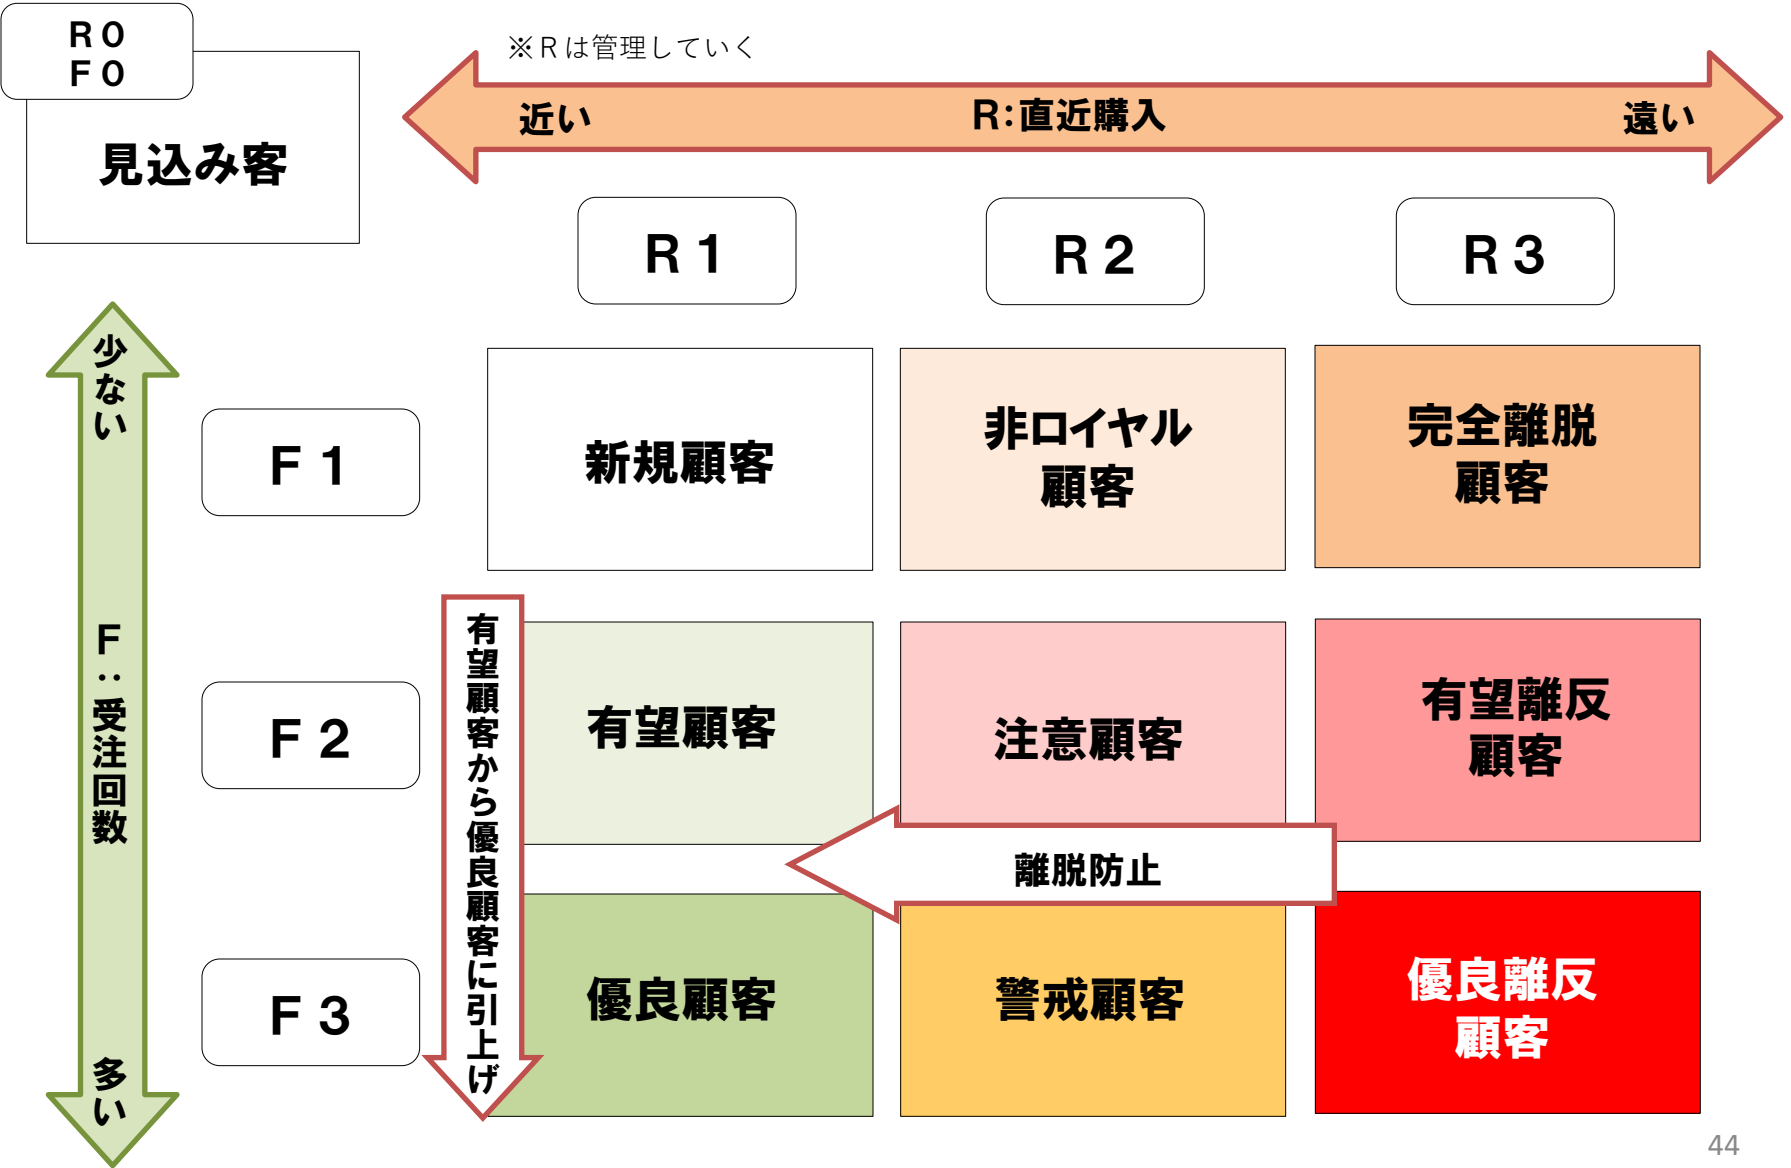 R０
F０
見込み客
※Rは管理していく
近い
R:直近購入
遠い
R１
R２
R３
少ない
F：受注回数
多い
F１
新規顧客
非ロイヤル
顧客
完全離脱
顧客
F２
有望顧客から優良顧客に引上げ
有望顧客
注意顧客
有望離反
顧客
離脱防止
F３
優良顧客
警戒顧客
優良離反
顧客
44